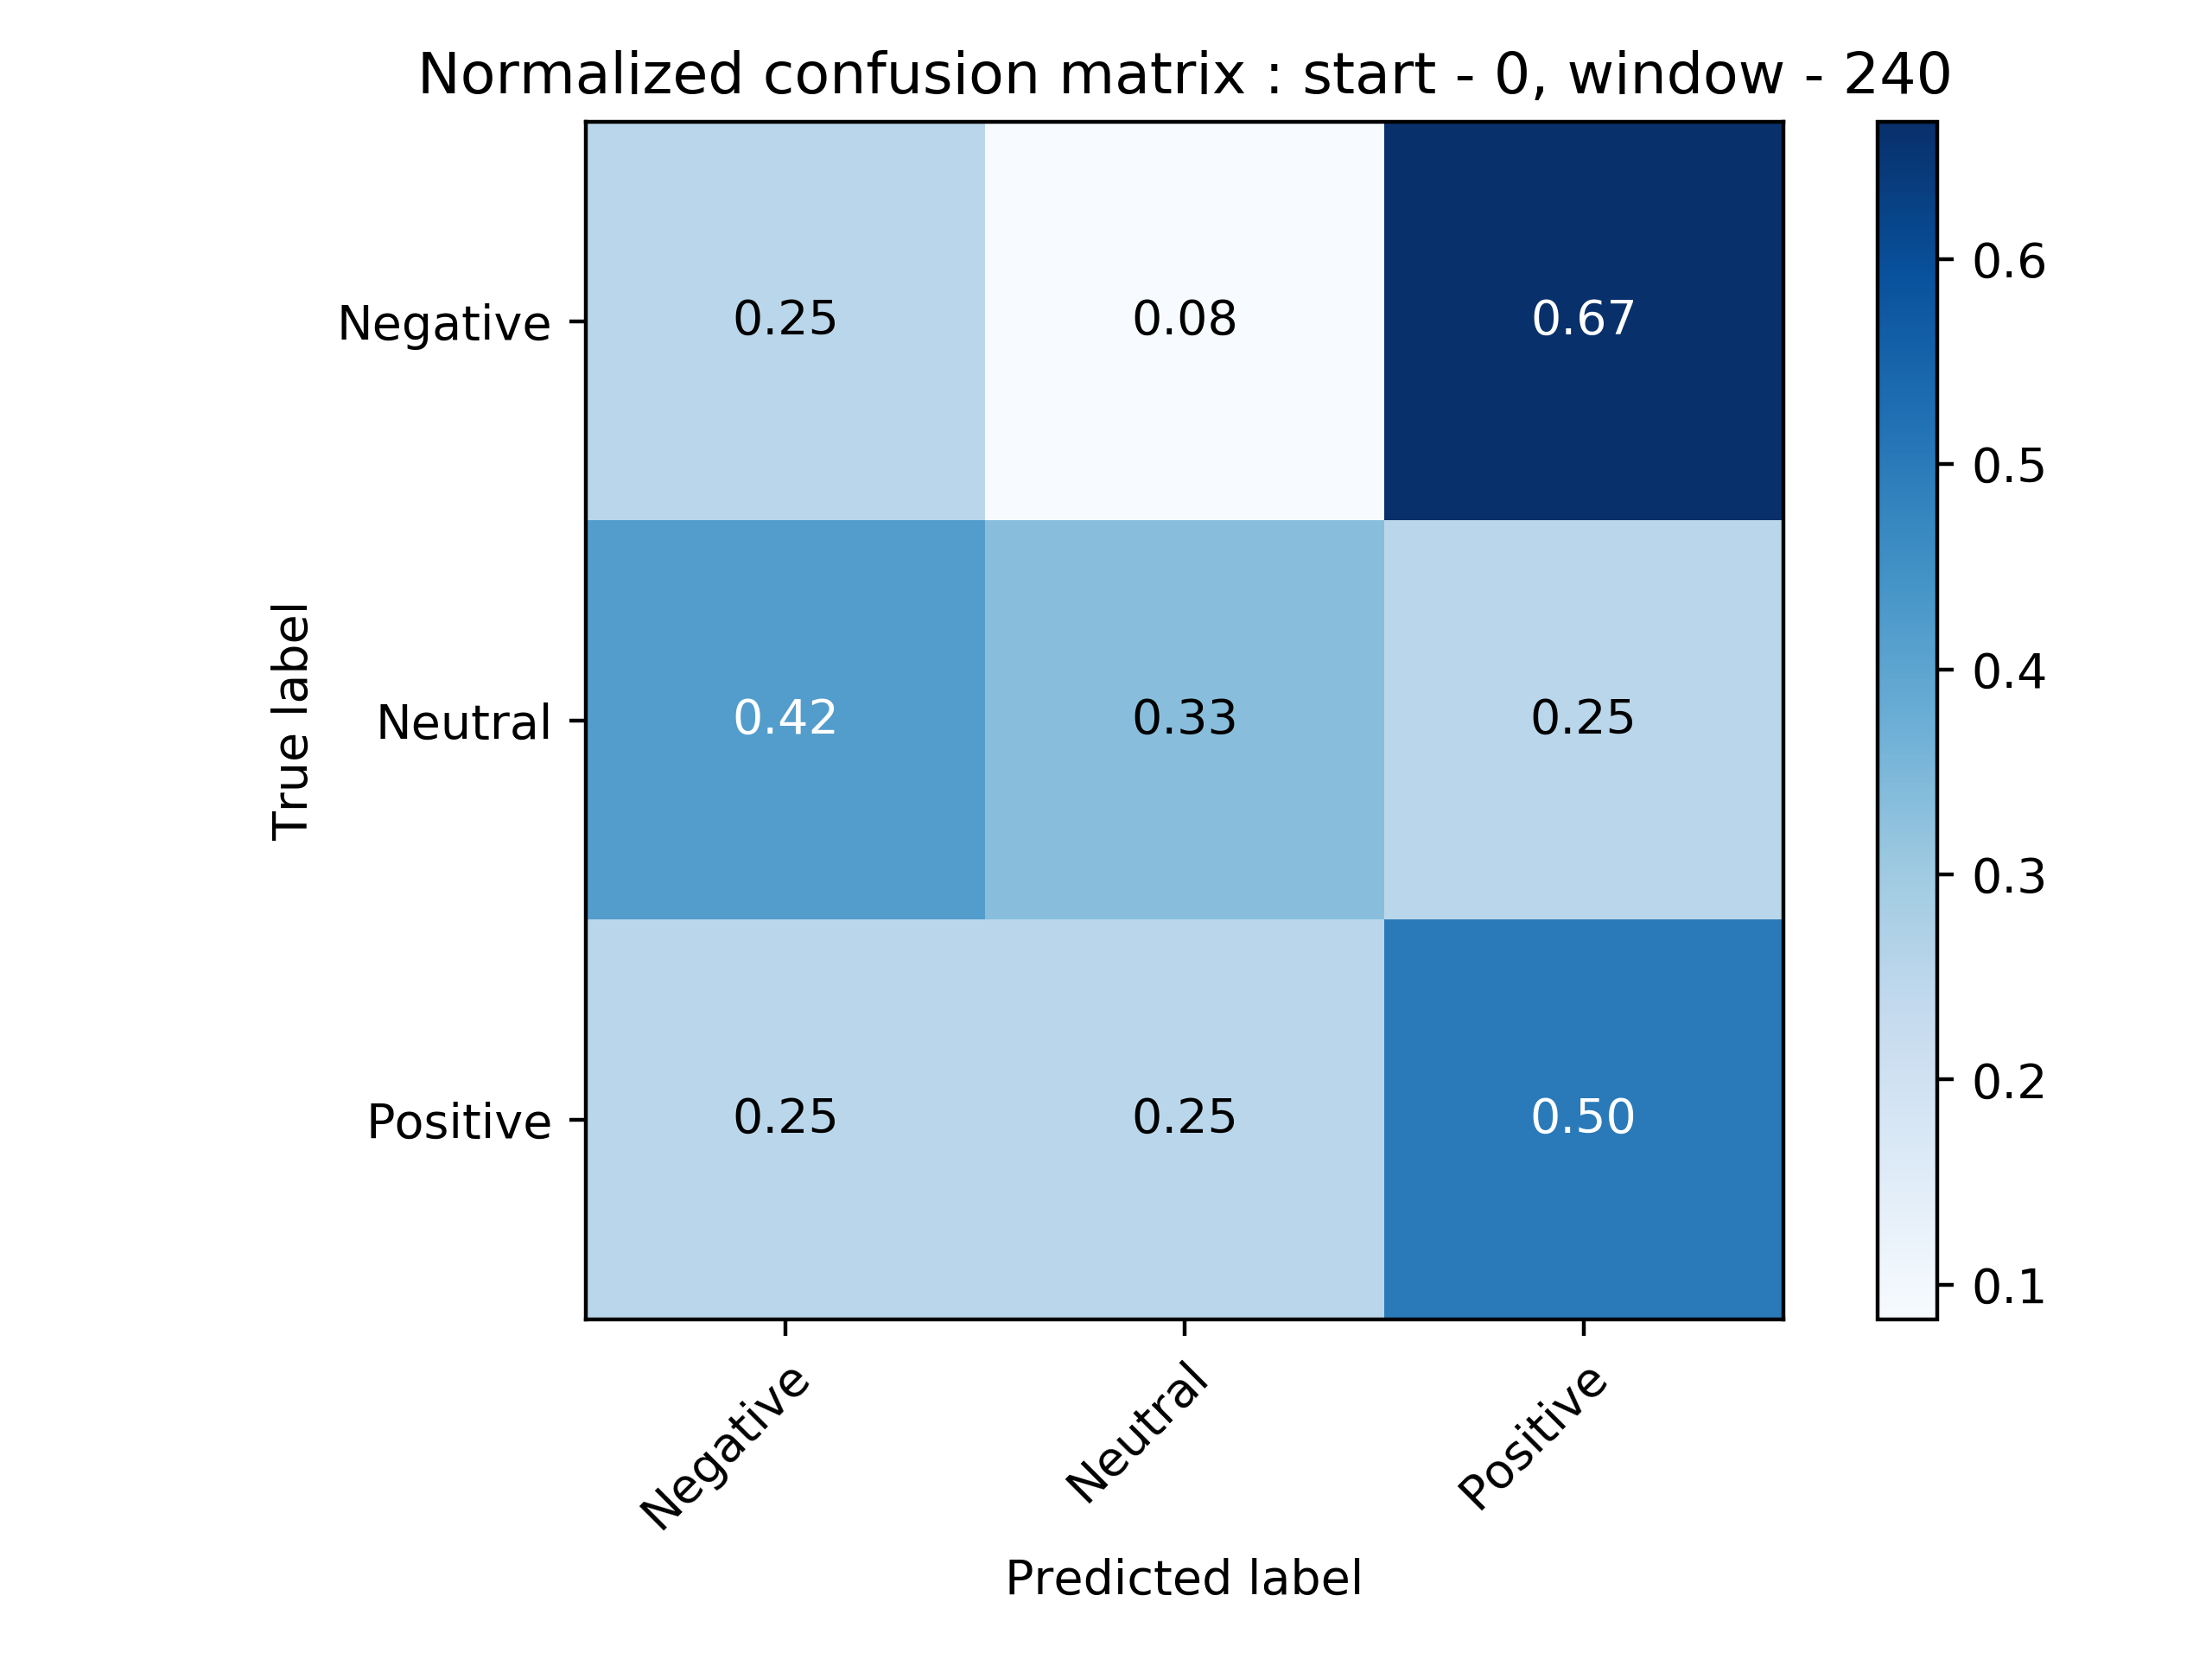 Normalized confusion matrix : start - 0, window - 240
Negative 0.25 0.08 0.67
Neutral 0.42 0.33 0.25
Positive 0.25 0.25 0.50
True label
Negative Neutral Positive
Predicted label
0.6
0.5
0.4
0.3
0.2
0.1